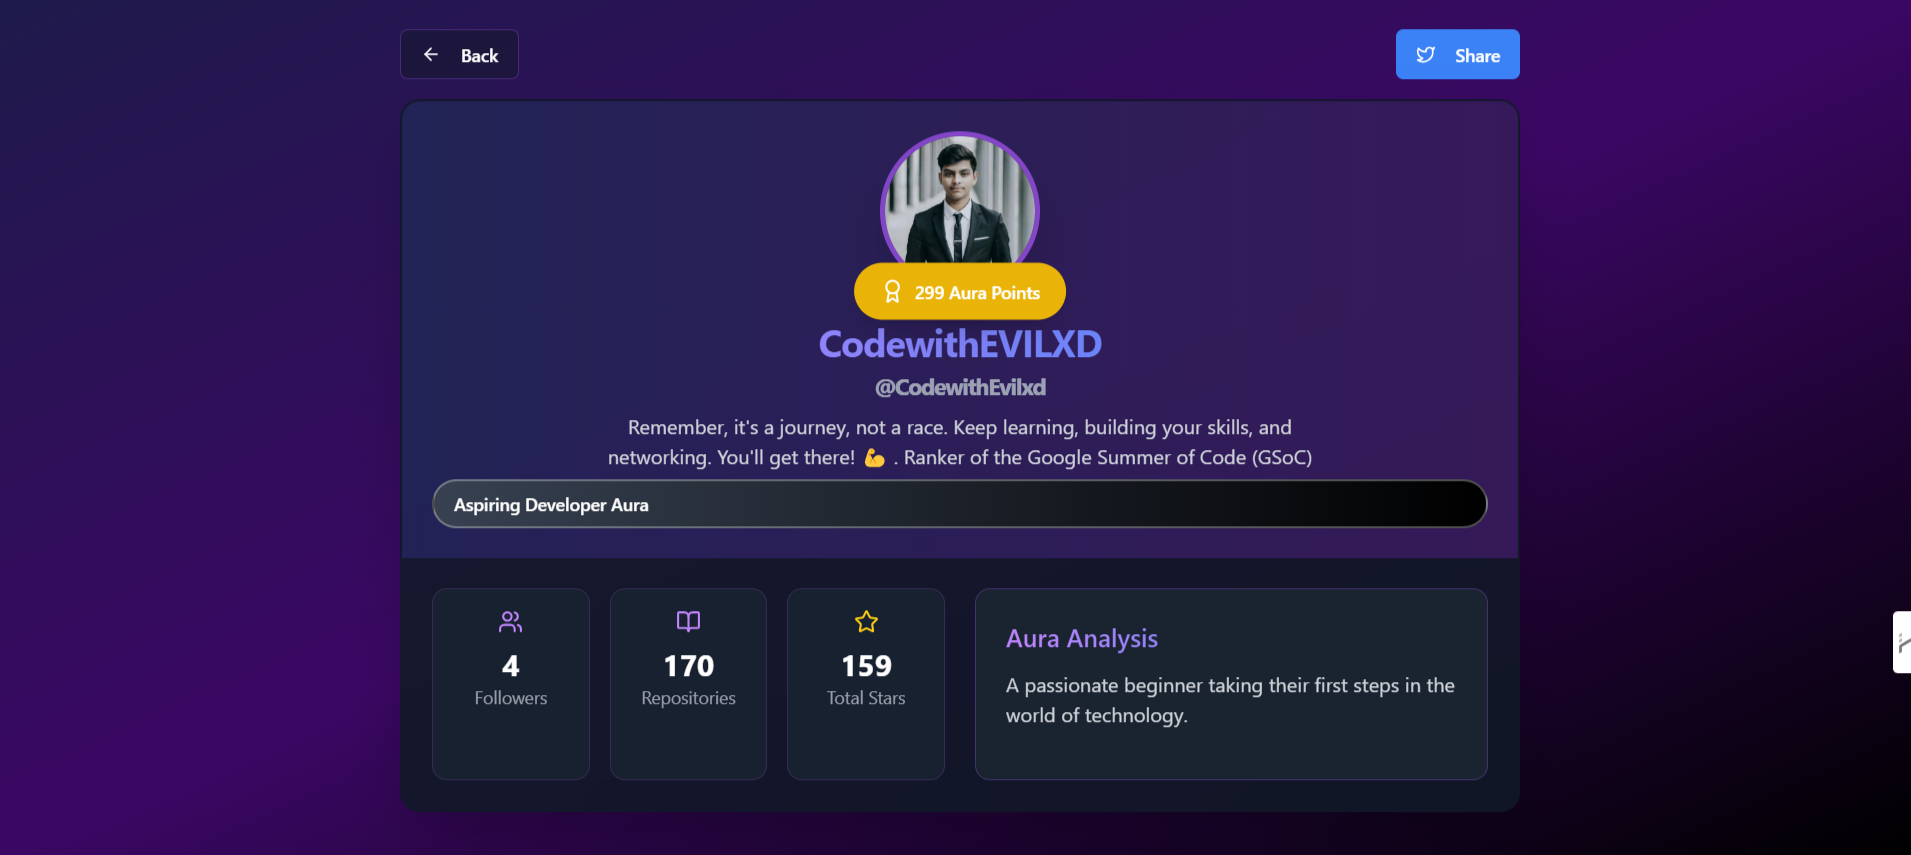 Back
Share
299 Aura Points
CodewithEVILXD
@CodewithEvilxd
Remember, it's a journey, not a race. Keep learning, building your skills, and
networking. You'll get there! 💪 . Ranker of the Google Summer of Code (GSoC)
Aspiring Developer Aura
4
Followers
170
Repositories
159
Total Stars
Aura Analysis
A passionate beginner taking their first steps in the
world of technology.